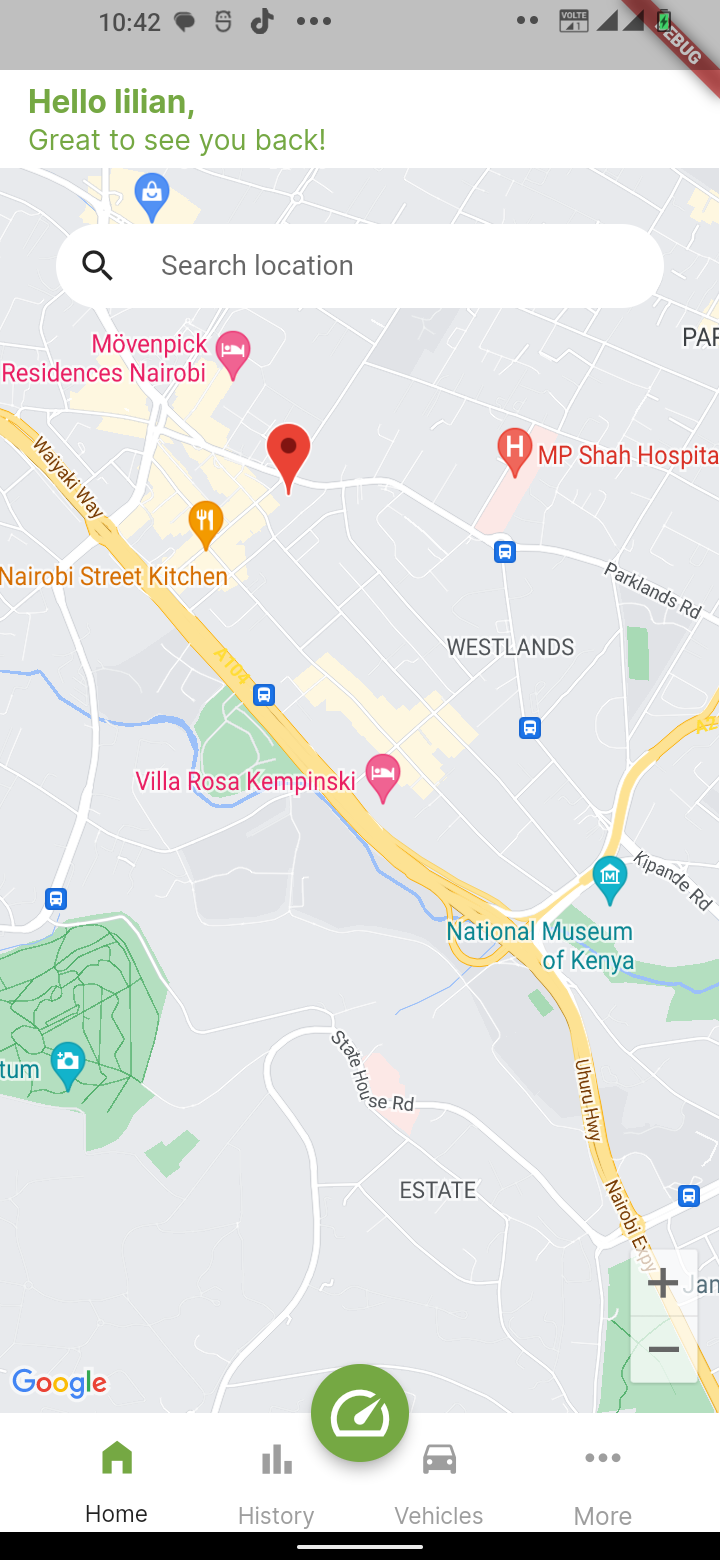 10:42
VOLTE
1
DEBUG
Hello lilian,
Great to see you back!
Search location
Mövenpick
Residences Nairobi
PAR
Waiyaki Way
H
MP Shah Hospita
Nairobi Street Kitchen
Parklands Rd
WESTLANDS
A104
Villa Rosa Kempinski
Kipande Rd
M
National Museum
of Kenya
State House Rd
tum
Uhuru Hwy
ESTATE
Nairobi Expy
+
Jan
−
Google
Home
History
Vehicles
More